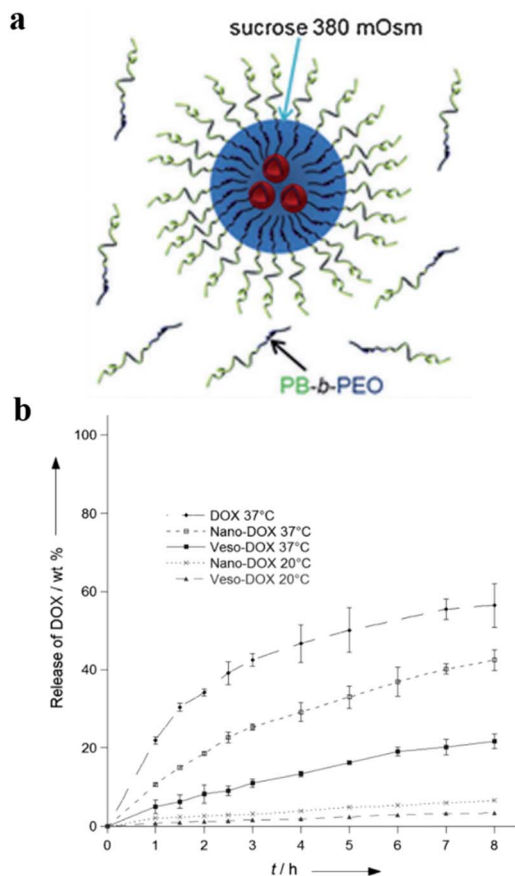 a
sucrose 380 mOsm
PB-b-PEO
b
100
80
60
40
20
0
Release of DOX / wt %
DOX 37°C
Nano-DOX 37°C
Veso-DOX 37°C
Nano-DOX 20°C
Veso-DOX 20°C
0 1 2 3 4 5 6 7 8
t / h